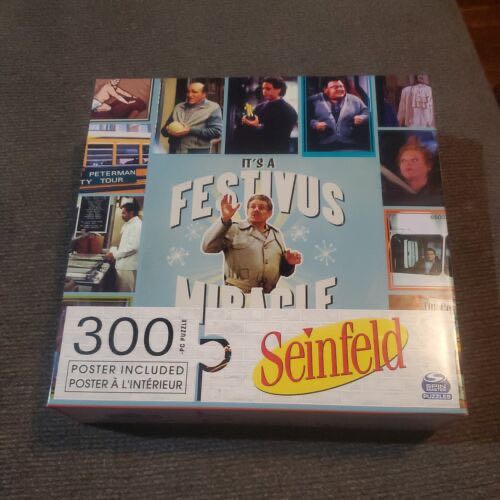 IT'S A
FESTIVUS
MIRACLE
PETERMAN
TY TOUR
300
-PC PUZZLE
POSTER INCLUDED
POSTER À L'INTÉRIEUR
Seinfeld
SPIN
MASTER
PUZZLES